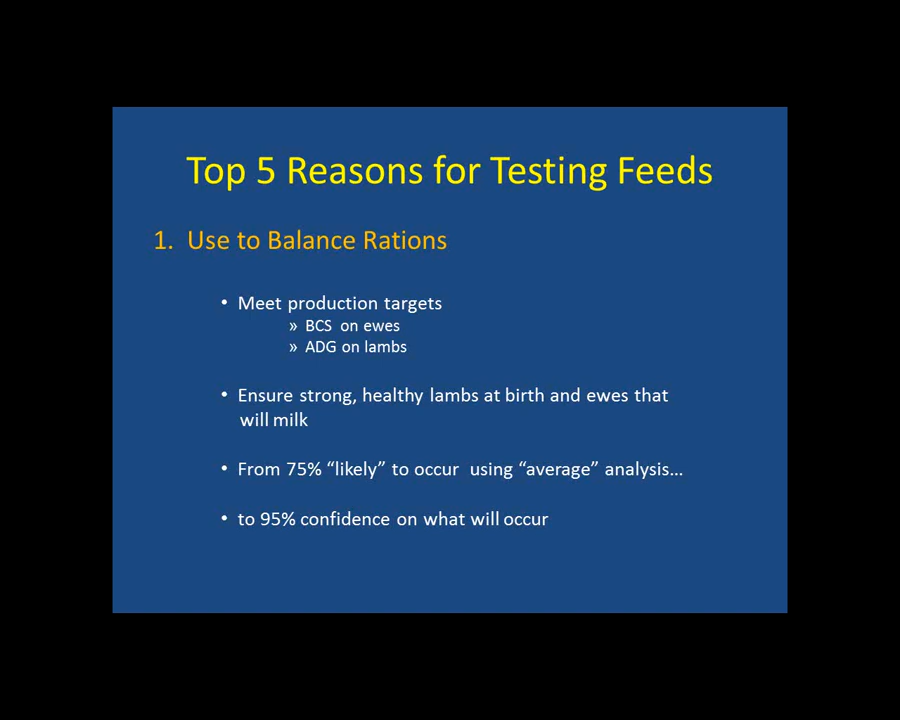 Top 5 Reasons for Testing Feeds
1. Use to Balance Rations
• Meet production targets
» BCS on ewes
» ADG on lambs
• Ensure strong, healthy lambs at birth and ewes that
will milk
• From 75% “likely” to occur using “average” analysis...
• to 95% confidence on what will occur